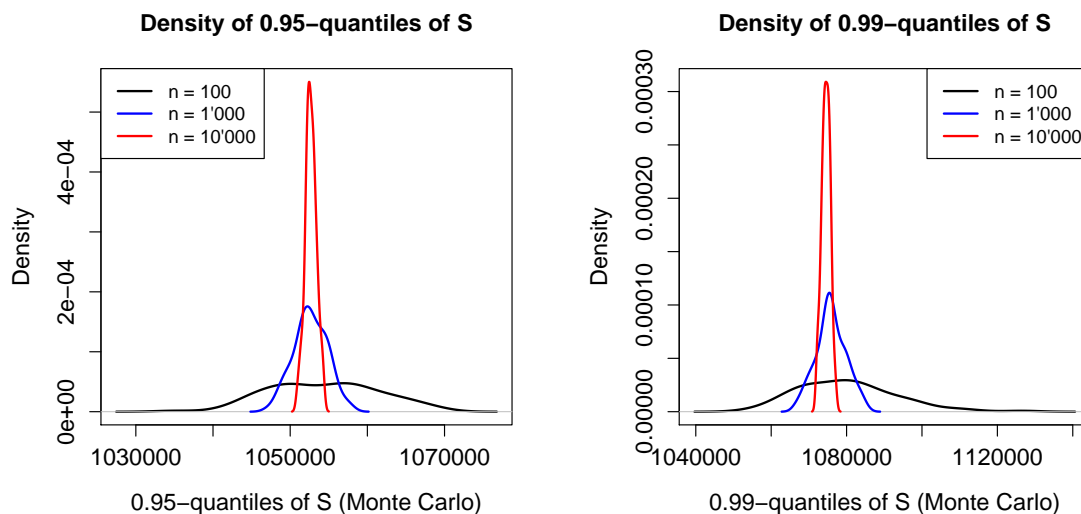 Density of 0.95−quantiles of S
n = 100
n = 1'000
n = 10'000
Density
0e+00
2e−04
4e−04
1030000
1050000
1070000
0.95−quantiles of S (Monte Carlo)
Density of 0.99−quantiles of S
n = 100
n = 1'000
n = 10'000
Density
0.00000
0.00010
0.00020
0.00030
1040000
1080000
1120000
0.99−quantiles of S (Monte Carlo)